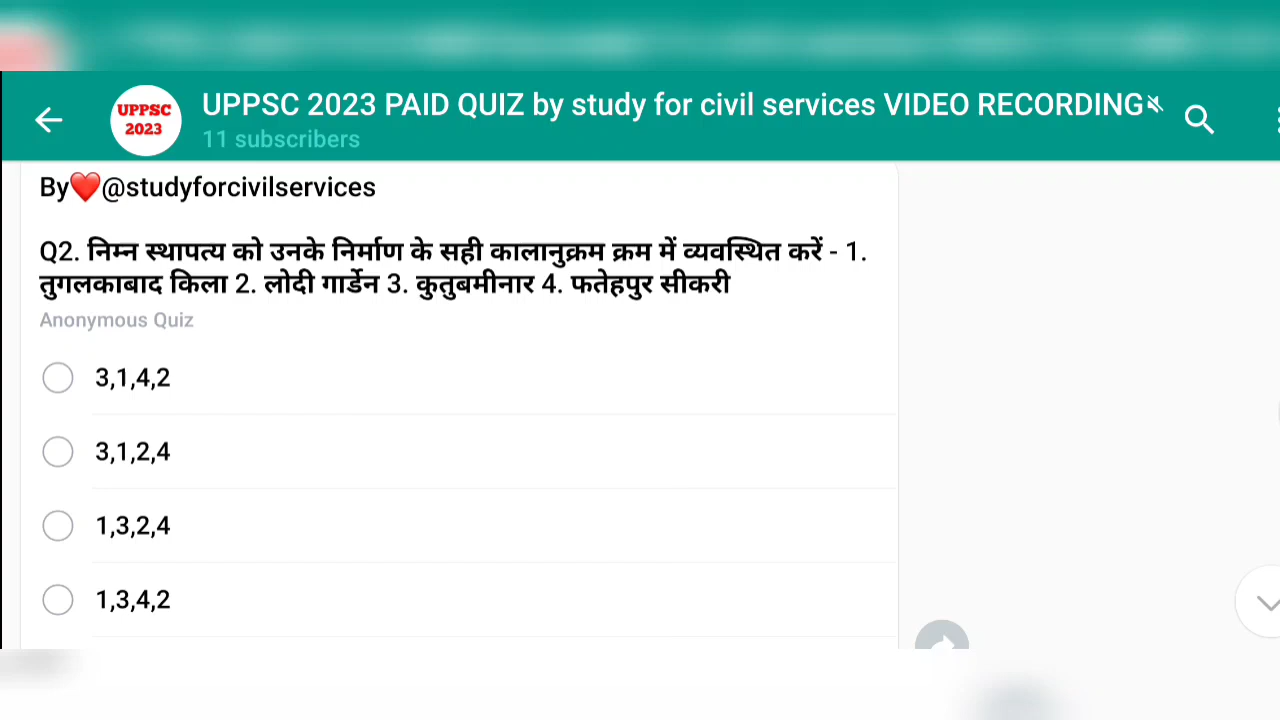 UPPSC
2023
UPPSC 2023 PAID QUIZ by study for civil services VIDEO RECORDING
11 subscribers
By❤️@studyforcivilservices
Q2. निम्न स्थापत्य को उनके निर्माण के सही कालानुक्रम क्रम में व्यवस्थित करें - 1.
तुगलकाबाद किला 2. लोदी गार्डेन 3. कुतुबमीनार 4. फतेहपुर सीकरी
Anonymous Quiz
3,1,4,2
3,1,2,4
1,3,2,4
1,3,4,2